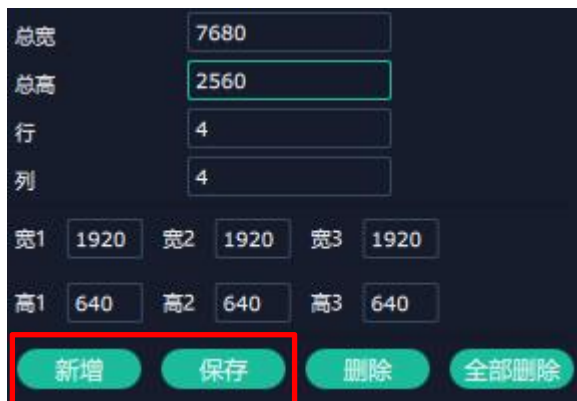 总宽 7680
总高 2560
行 4
列 4
宽1 1920 宽2 1920 宽3 1920
高1 640 高2 640 高3 640
新增 保存 删除 全部删除